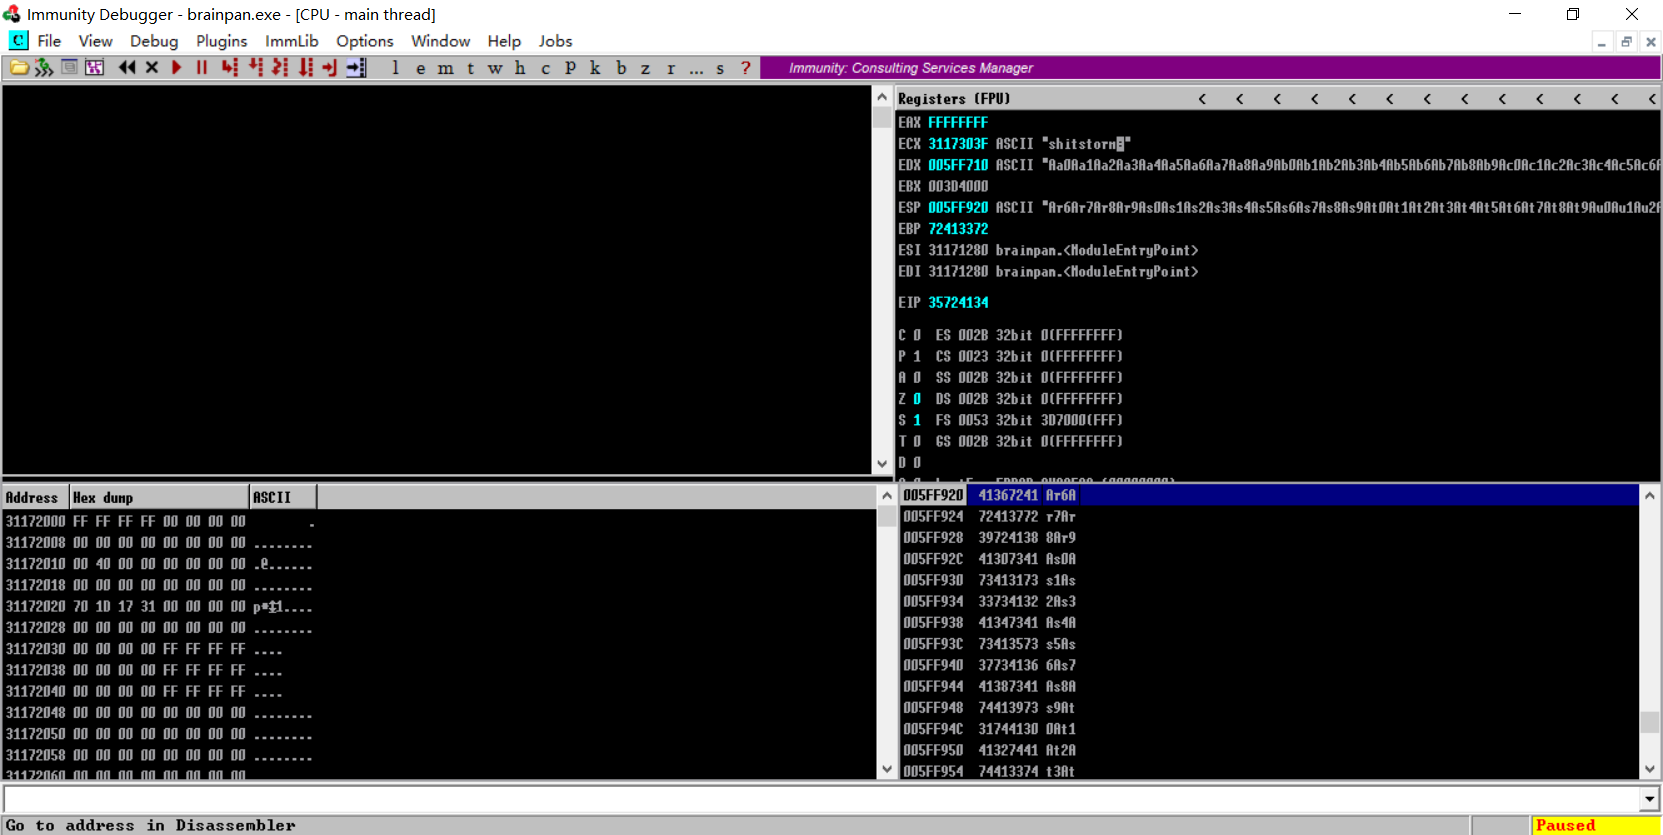 Immunity Debugger - brainpan.exe - [CPU - main thread]
C File View Debug Plugins ImmLib Options Window Help Jobs
l e m t w h c P k b z r ... s ? Immunity: Consulting Services Manager
Registers (FPU) < < < < < < < < < < < < <
EAX FFFFFFFF
ECX 3117303F ASCII "shitstorm
EDX 005FF710 ASCII "Aa0Aa1Aa2Aa3Aa4Aa5Aa6Aa7Aa8Aa9Ab0Ab1Ab2Ab3Ab4Ab5Ab6Ab7Ab8Ab9Ac0Ac1Ac2Ac3Ac4Ac5Ac6A
EBX 003D4000
ESP 005FF920 ASCII "Ar6Ar7Ar8Ar9As0As1As2As3As4As5As6As7As8As9At0At1At2At3At4At5At6At7At8At9Au0Au1Au2A
EBP 72413372
ESI 31171280 brainpan.<ModuleEntryPoint>
EDI 31171280 brainpan.<ModuleEntryPoint>
EIP 35724134
C 0 ES 002B 32bit 0(FFFFFFFF)
P 1 CS 0023 32bit 0(FFFFFFFF)
A 0 SS 002B 32bit 0(FFFFFFFF)
Z 0 DS 002B 32bit 0(FFFFFFFF)
S 1 FS 0053 32bit 3D7000(FFF)
T 0 GS 002B 32bit 0(FFFFFFFF)
D 0
Address Hex dump ASCII
31172000 FF FF FF FF 00 00 00 00 .
31172008 00 00 00 00 00 00 00 00 ........
31172010 00 40 00 00 00 00 00 00 .@......
31172018 00 00 00 00 00 00 00 00 ........
31172020 70 1D 17 31 00 00 00 00 p↔‡1....
31172028 00 00 00 00 00 00 00 00 ........
31172030 00 00 00 00 FF FF FF FF ....
31172038 00 00 00 00 FF FF FF FF ....
31172040 00 00 00 00 FF FF FF FF ....
31172048 00 00 00 00 00 00 00 00 ........
31172050 00 00 00 00 00 00 00 00 ........
31172058 00 00 00 00 00 00 00 00 ........
31172060 00 00 00 00 00 00 00 00
005FF920 41367241 Ar6A
005FF924 72413772 r7Ar
005FF928 39724138 8Ar9
005FF92C 41307341 As0A
005FF930 73413173 s1As
005FF934 33734132 2As3
005FF938 41347341 As4A
005FF93C 73413573 s5As
005FF940 37734136 6As7
005FF944 41387341 As8A
005FF948 74413973 s9At
005FF94C 31744130 0At1
005FF950 41327441 At2A
005FF954 74413374 t3At
Go to address in Disassembler
Paused